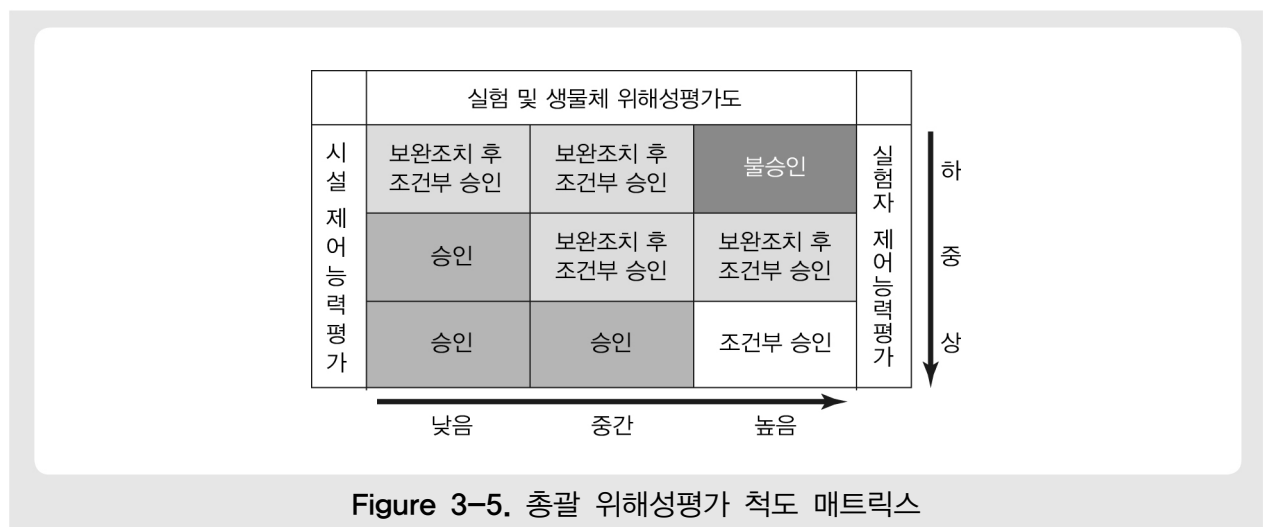 실험 및 생물체 위해성평가도
시설 제어능력평가
보완조치 후
조건부 승인
보완조치 후
조건부 승인
불승인
실험자 제어능력평가
하
승인
보완조치 후
조건부 승인
보완조치 후
조건부 승인
중
승인
승인
조건부 승인
상
낮음
중간
높음
Figure 3-5. 총괄 위해성평가 척도 매트릭스